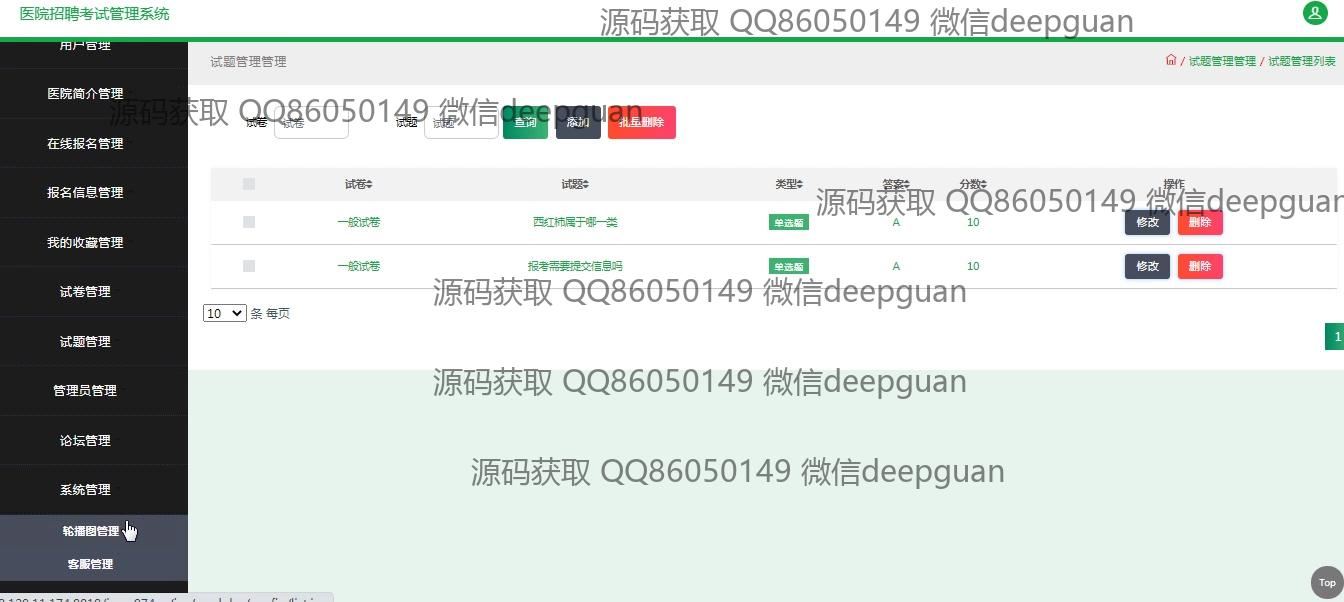 医院招聘考试管理系统
源码获取 QQ86050149 微信deepguan
用户管理
试题管理管理
/ 试题管理管理 / 试题管理列表
医院简介管理
源码获取 QQ86050149 微信deepguan
试卷 试卷 试题 试题 查询 添加 批量删除
在线报名管理
报名信息管理
试卷 试题 类型 答案 分数 操作
源码获取 QQ86050149 微信deepguan
一般试卷 西红柿属于哪一类 单选题 A 10 修改 删除
我的收藏管理
一般试卷 报考需要提交信息吗 单选题 A 10 修改 删除
试卷管理
源码获取 QQ86050149 微信deepguan
10 条 每页
试题管理
1
管理员管理
源码获取 QQ86050149 微信deepguan
论坛管理
源码获取 QQ86050149 微信deepguan
系统管理
轮播图管理
客服管理
Top